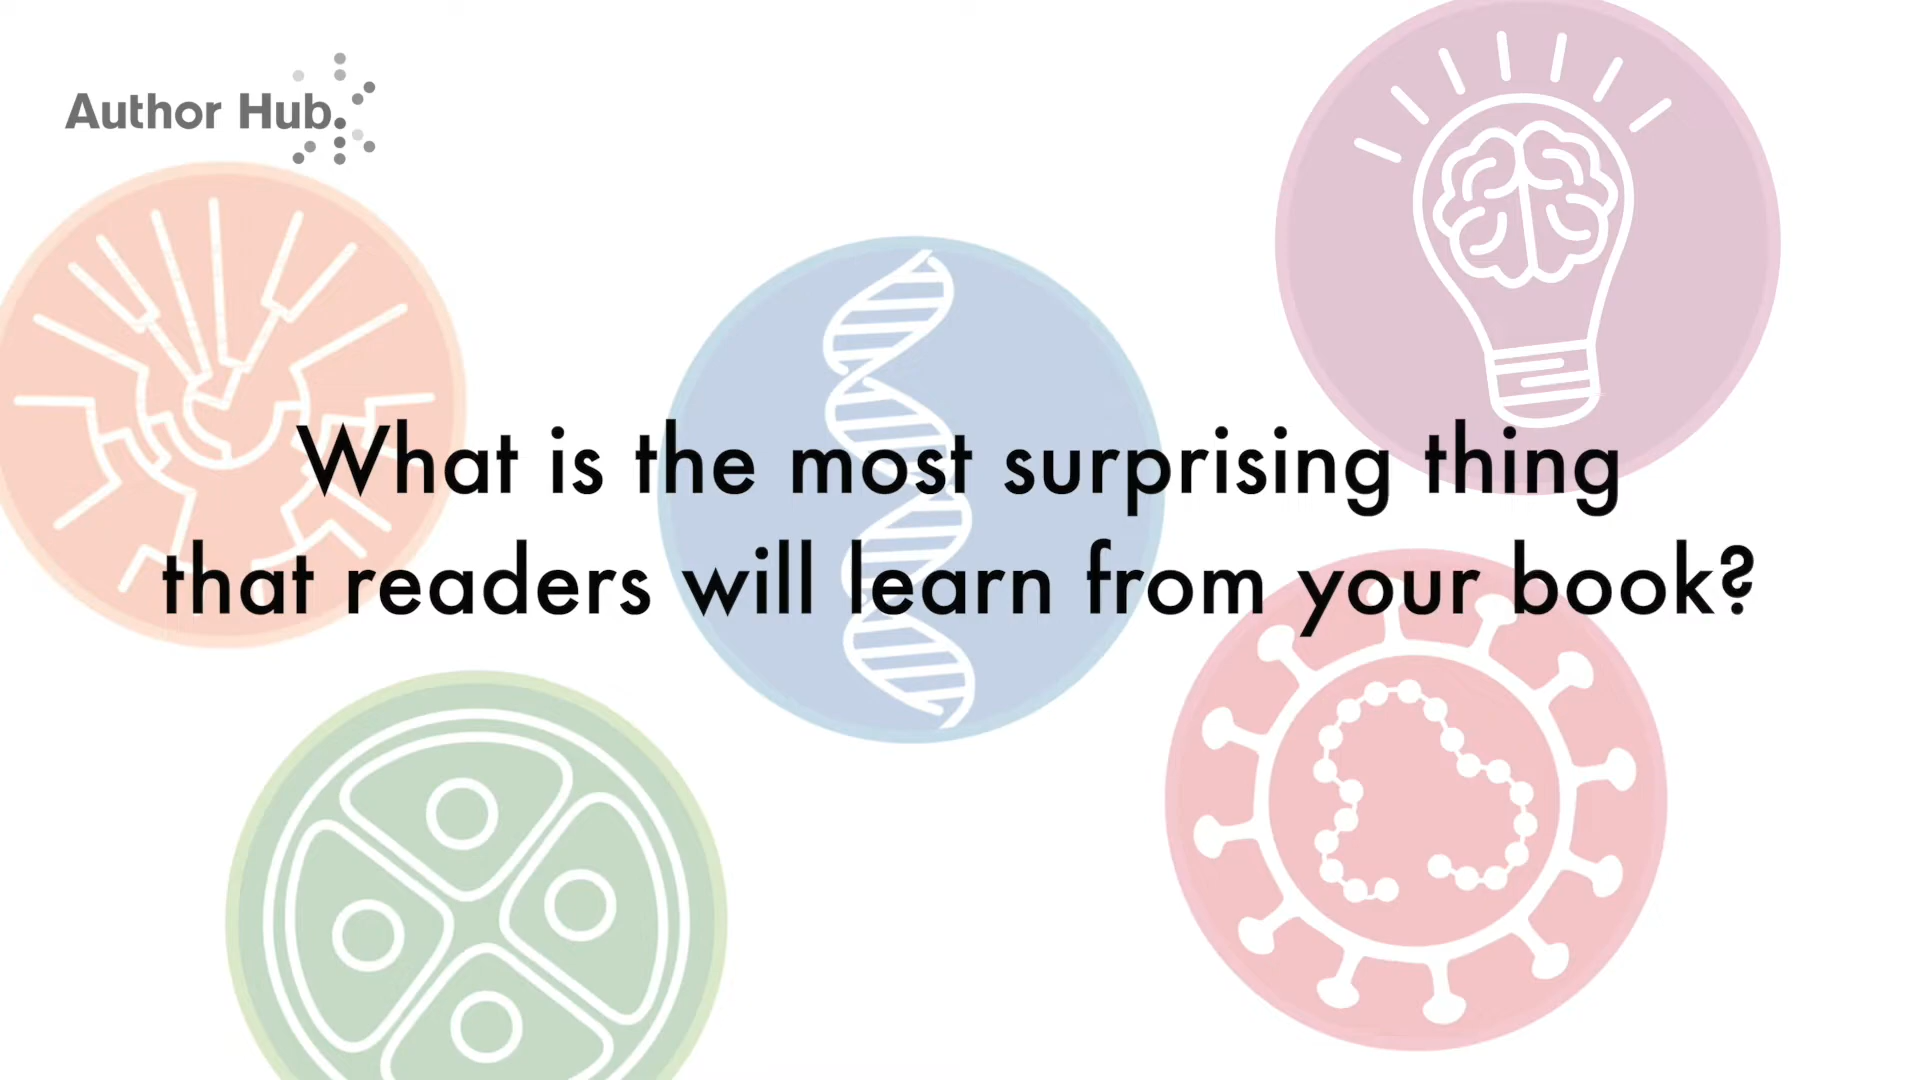 Author Hub
What is the most surprising thing
that readers will learn from your book?